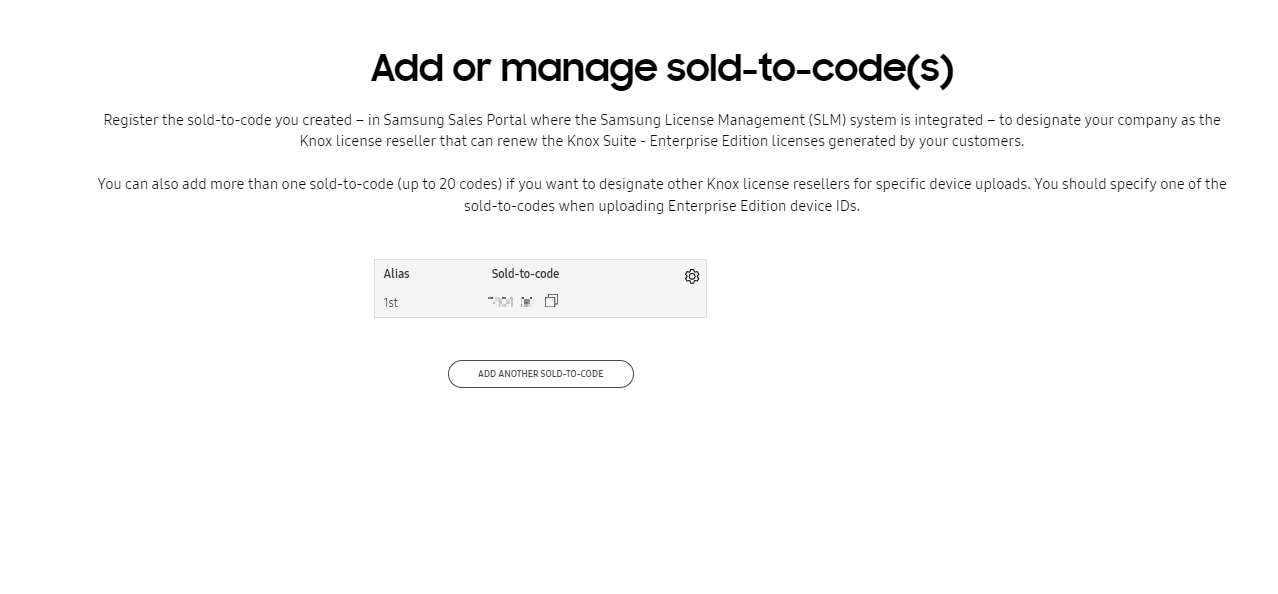 Add or manage sold-to-code(s)
Register the sold-to-code you created – in Samsung Sales Portal where the Samsung License Management (SLM) system is integrated – to designate your company as the
Knox license reseller that can renew the Knox Suite - Enterprise Edition licenses generated by your customers.
You can also add more than one sold-to-code (up to 20 codes) if you want to designate other Knox license resellers for specific device uploads. You should specify one of the
sold-to-codes when uploading Enterprise Edition device IDs.
Alias Sold-to-code
1st
ADD ANOTHER SOLD-TO-CODE